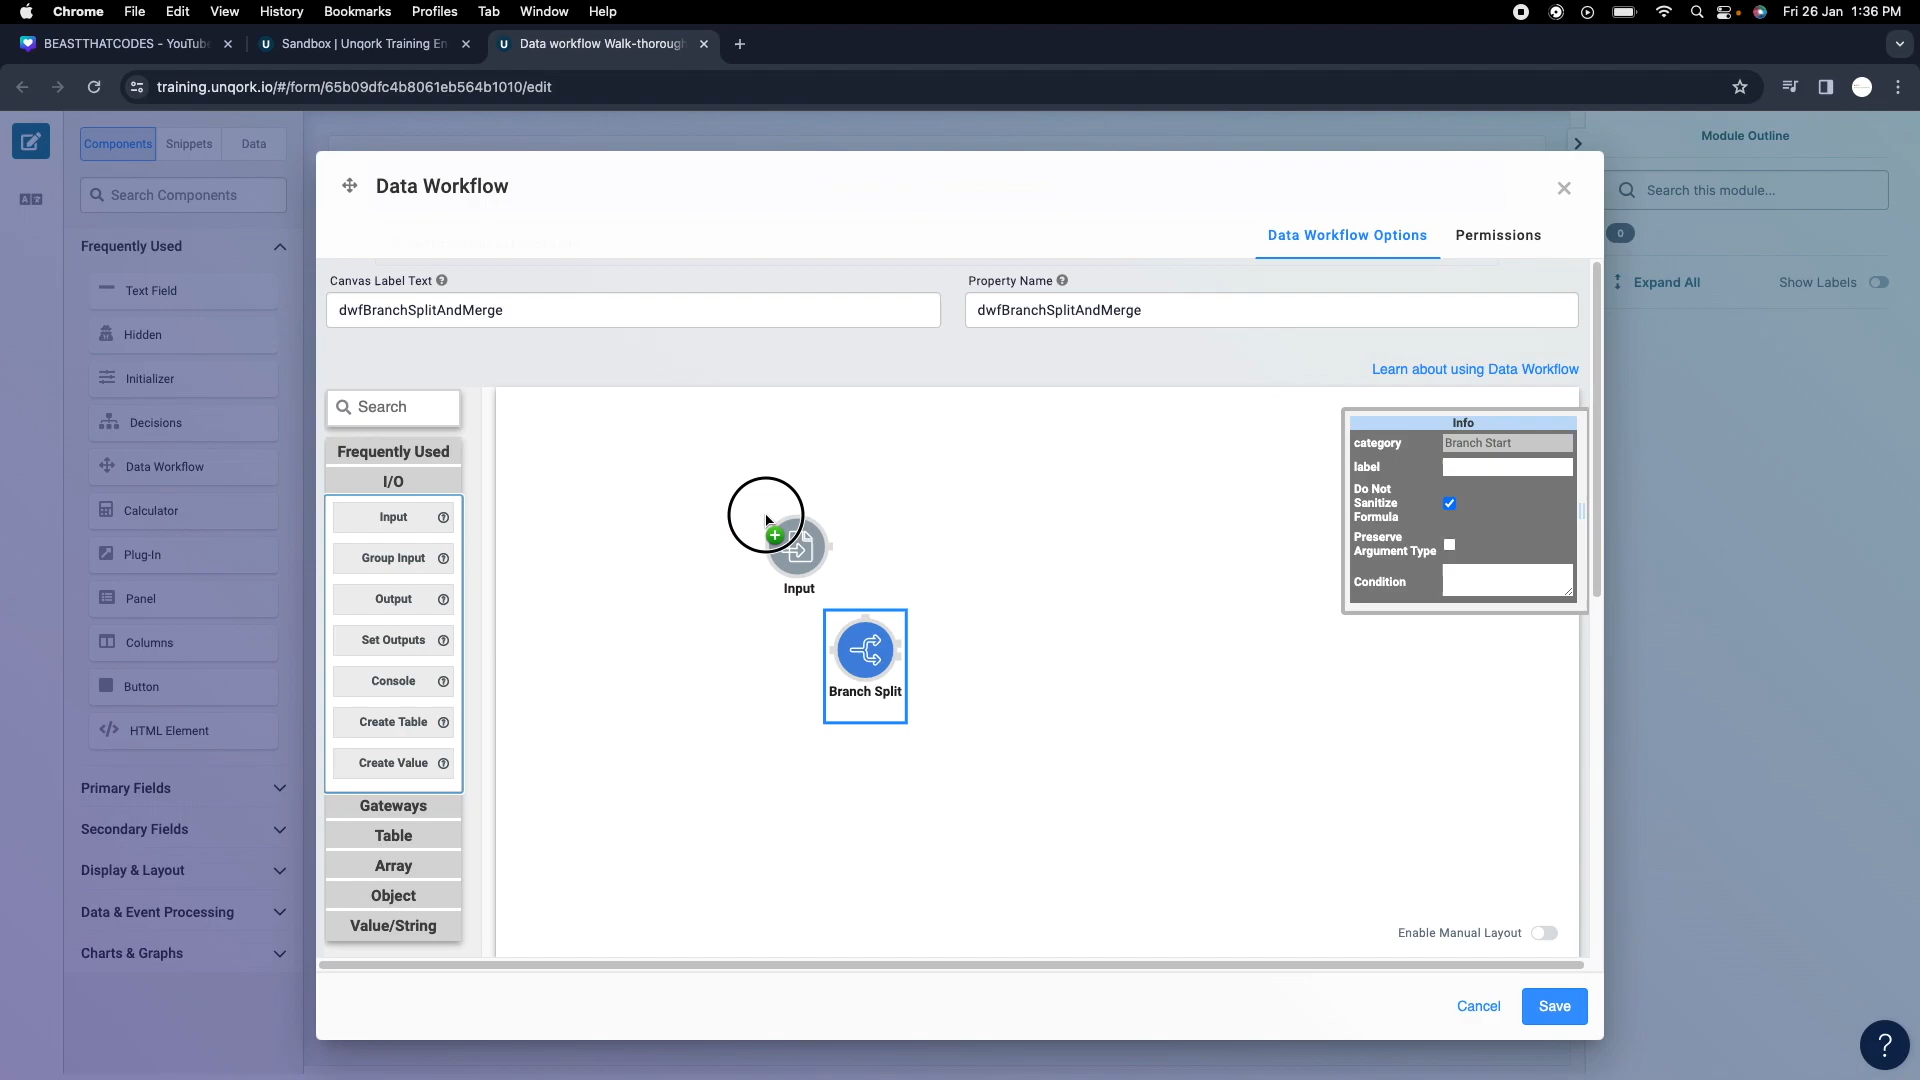 Chrome File Edit View History Bookmarks Profiles Tab Window Help Fri 26 Jan 1:36 PM
BEASTTHATCODES - YouTube Sandbox | Unqork Training En Data workflow Walk-thorough
training.unqork.io/#/form/65b09dfc4b8061eb564b1010/edit
Components Snippets Data
Search Components
Frequently Used
Text Field
Hidden
Initializer
Decisions
Data Workflow
Calculator
Plug-In
Panel
Columns
Button
HTML Element
Primary Fields
Secondary Fields
Display & Layout
Data & Event Processing
Charts & Graphs
Data Workflow
Data Workflow Options Permissions
Canvas Label Text
dwfBranchSplitAndMerge
Property Name
dwfBranchSplitAndMerge
Learn about using Data Workflow
Search
Frequently Used
I/O
Input
Group Input
Output
Set Outputs
Console
Create Table
Create Value
Gateways
Table
Array
Object
Value/String
Input
Branch Split
Info
category Branch Start
label
Do Not
Sanitize
Formula
Preserve
Argument Type
Condition
Enable Manual Layout
Cancel Save
Module Outline
Search this module...
0
Expand All Show Labels
?